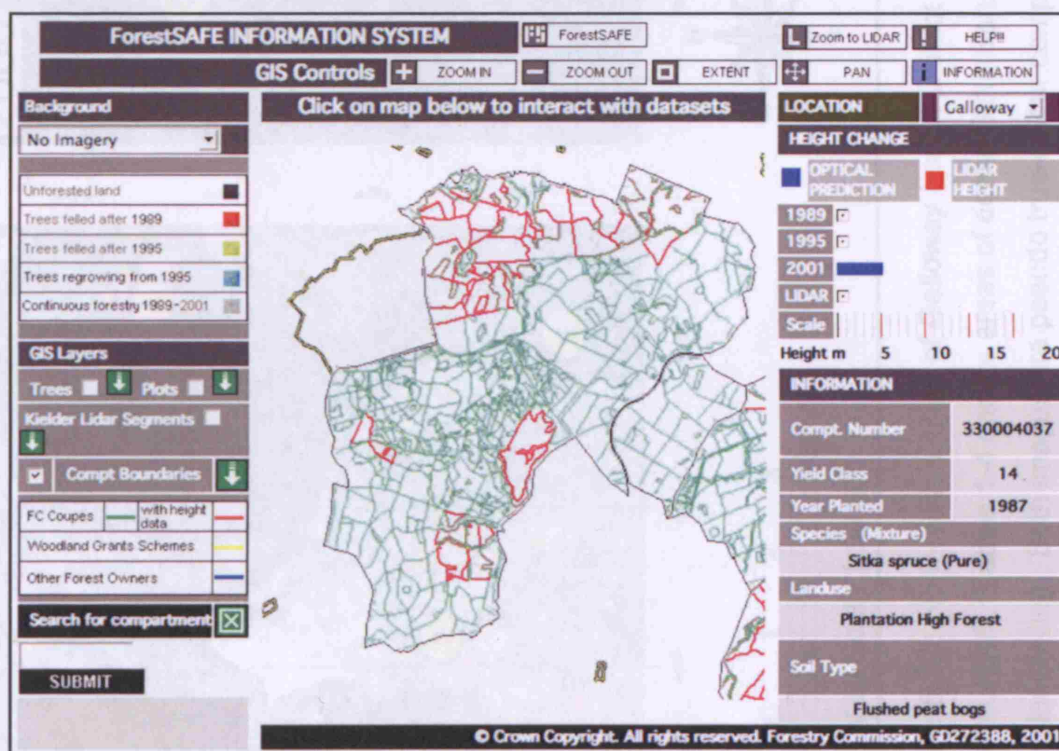 ForestSAFE INFORMATION SYSTEM
ForestSAFE
L Zoom to LIDAR
! HELP!!!
GIS Controls
+ ZOOM IN
− ZOOM OUT
EXTENT
PAN
i INFORMATION
Background
No Imagery
Unforested land
Trees felled after 1989
Trees felled after 1995
Trees regrowing from 1995
Continuous forestry 1989-2001
GIS Layers
Trees
Plots
Kielder Lidar Segments
Compt Boundaries
FC Coupes
with height
data
Woodland Grants Schemes
Other Forest Owners
Search for compartment
SUBMIT
Click on map below to interact with datasets
LOCATION
Galloway
HEIGHT CHANGE
OPTICAL
PREDICTION
LIDAR
HEIGHT
1989
1995
2001
LIDAR
Scale
Height m 5 10 15 20
INFORMATION
Compt. Number 330004037
Yield Class 14
Year Planted 1987
Species (Mixture)
Sitka spruce (Pure)
Landuse
Plantation High Forest
Soil Type
Flushed peat bogs
© Crown Copyright. All rights reserved. Forestry Commission, GD272388, 2001